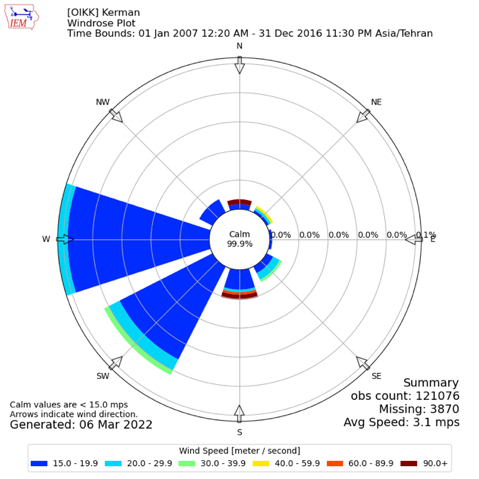 IEM
[OIKK] Kerman
Windrose Plot
Time Bounds: 01 Jan 2007 12:20 AM - 31 Dec 2016 11:30 PM Asia/Tehran
N
NW
NE
Calm
99.9%
W
0.0% 0.0% 0.0% 0.0% 0.0% 0.1%
E
SW
SE
S
Calm values are < 15.0 mps
Arrows indicate wind direction.
Generated: 06 Mar 2022
Summary
obs count: 121076
Missing: 3870
Avg Speed: 3.1 mps
Wind Speed [meter / second]
15.0 - 19.9 20.0 - 29.9 30.0 - 39.9 40.0 - 59.9 60.0 - 89.9 90.0+